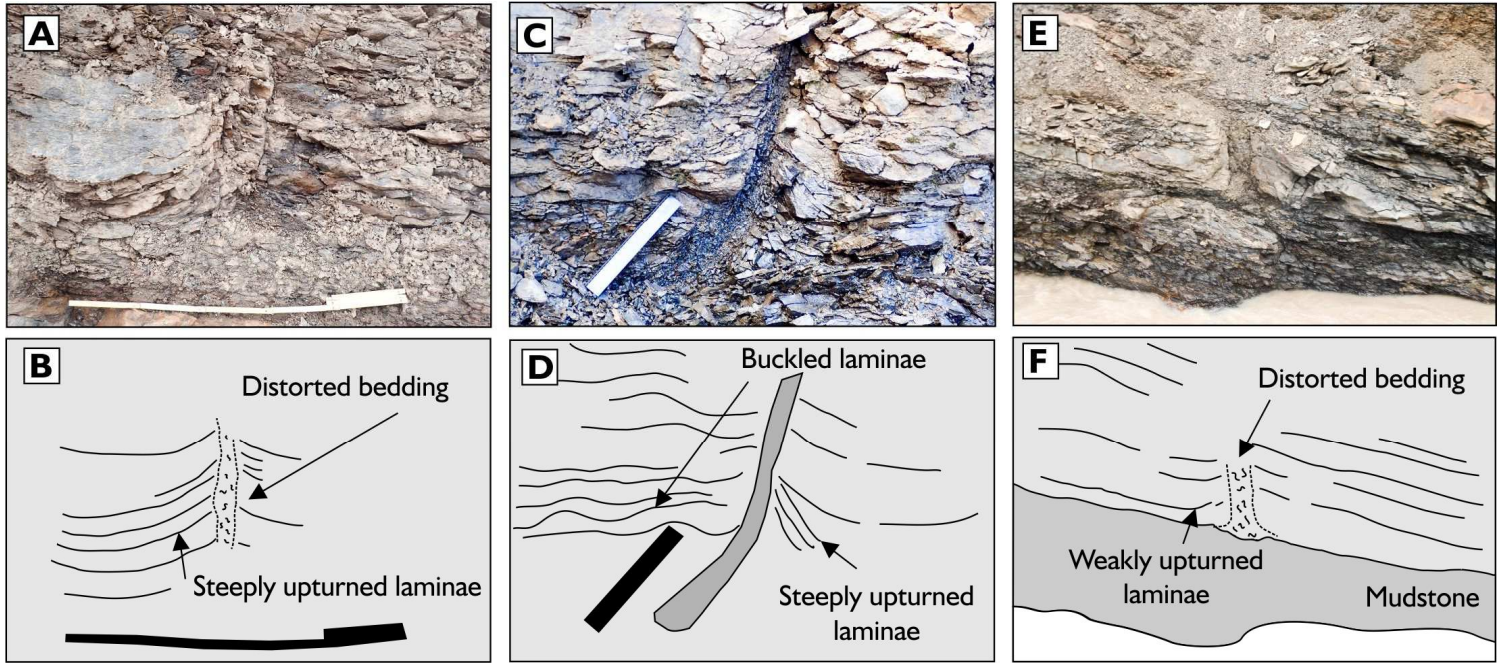 A
C
E
B
Distorted bedding
Steeply upturned laminae
D
Buckled laminae
Steeply upturned
laminae
F
Distorted bedding
Weakly upturned
laminae
Mudstone